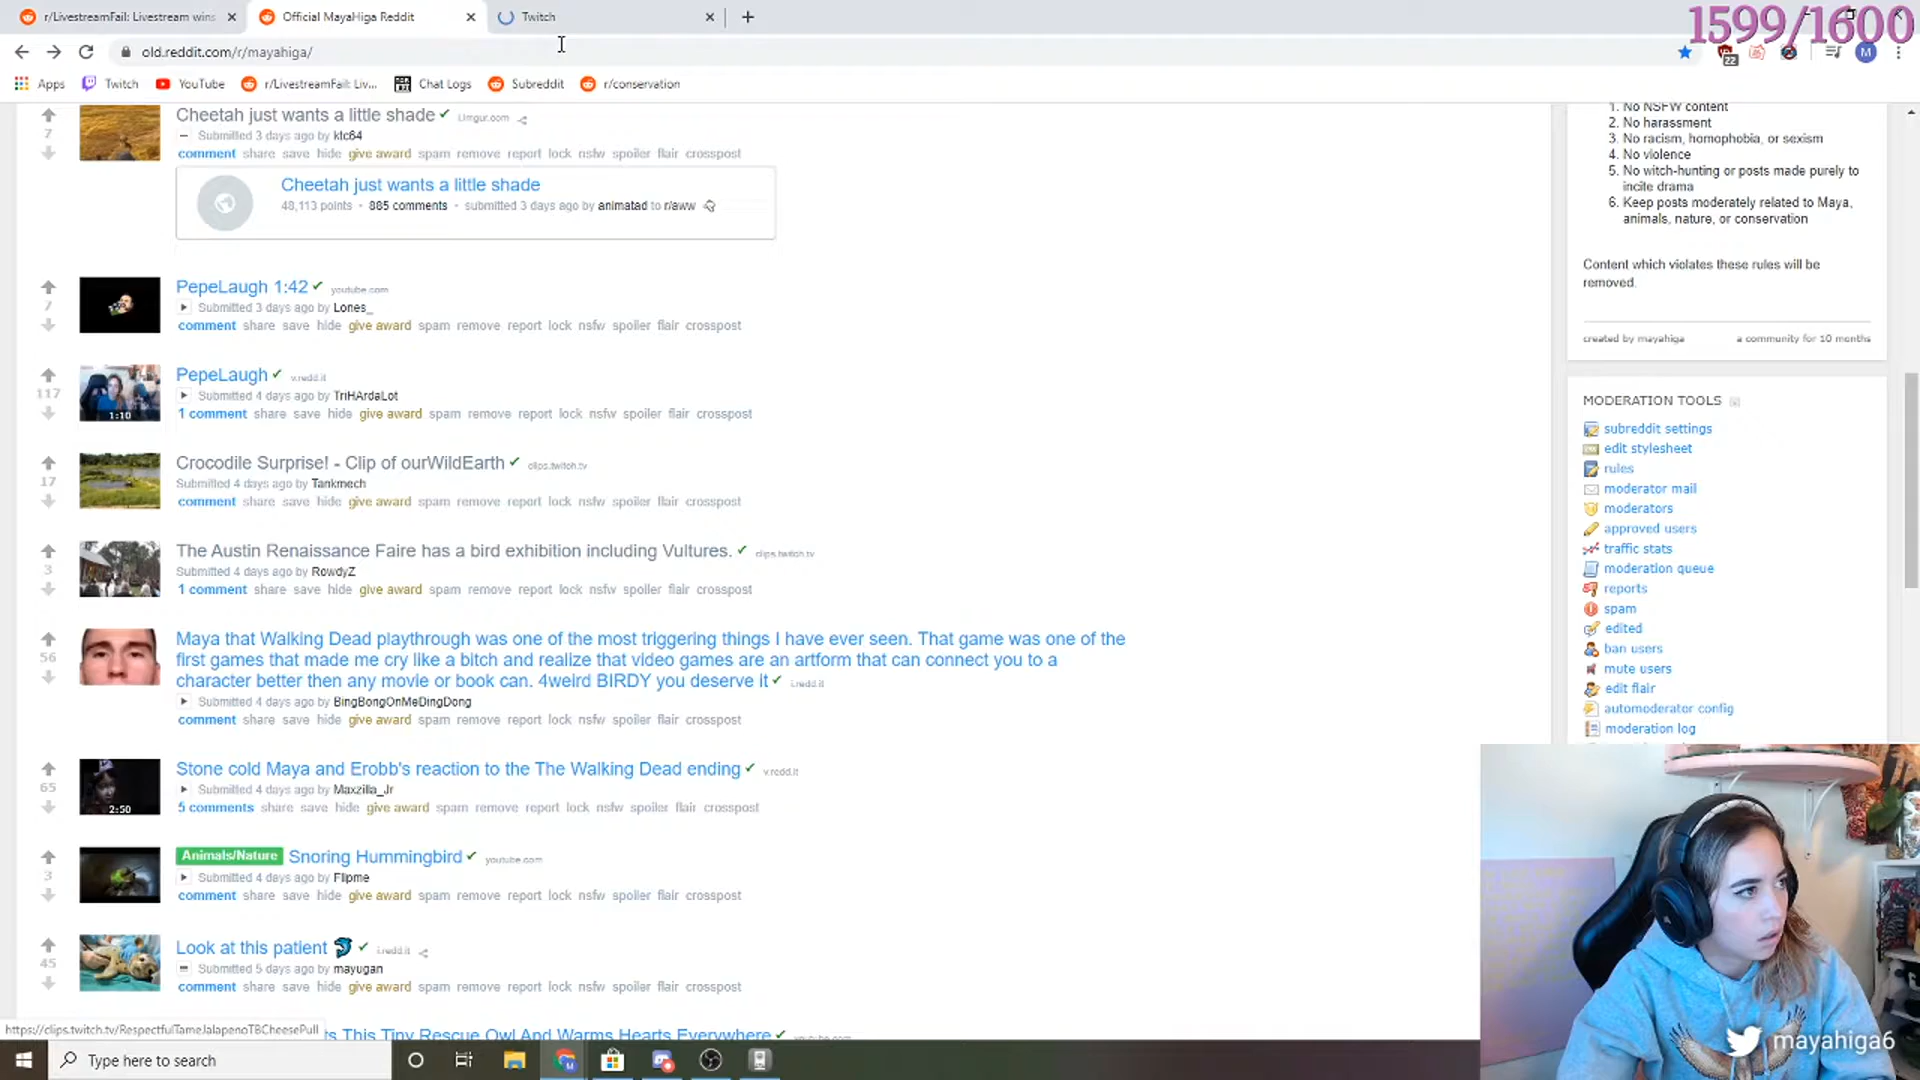 r/LivestreamFail: Livestream wins
Official MayaHiga Reddit
Twitch
1599/1600
old.reddit.com/r/mayahiga/
22
M
Apps
Twitch
YouTube
r/LivestreamFail: Liv...
Chat Logs
Subreddit
r/conservation
7
Cheetah just wants a little shade ✔ i.imgur.com
Submitted 3 days ago by klc64
comment share save hide give award spam remove report lock nsfw spoiler flair crosspost
Cheetah just wants a little shade
48,113 points • 885 comments • submitted 3 days ago by animatad to r/aww
7
PepeLaugh 1:42 ✔ youtube.com
Submitted 3 days ago by Lones_
comment share save hide give award spam remove report lock nsfw spoiler flair crosspost
117
1:10
PepeLaugh ✔ v.redd.it
Submitted 4 days ago by TriHArdaLot
1 comment share save hide give award spam remove report lock nsfw spoiler flair crosspost
17
Crocodile Surprise! - Clip of ourWildEarth ✔ clips.twitch.tv
Submitted 4 days ago by Tankmech
comment share save hide give award spam remove report lock nsfw spoiler flair crosspost
3
The Austin Renaissance Faire has a bird exhibition including Vultures. ✔ clips.twitch.tv
Submitted 4 days ago by RowdyZ
1 comment share save hide give award spam remove report lock nsfw spoiler flair crosspost
56
Maya that Walking Dead playthrough was one of the most triggering things I have ever seen. That game was one of the
first games that made me cry like a bitch and realize that video games are an artform that can connect you to a
character better then any movie or book can. 4weird BIRDY you deserve it ✔ i.redd.it
Submitted 4 days ago by BingBongOnMeDingDong
comment share save hide give award spam remove report lock nsfw spoiler flair crosspost
65
2:50
Stone cold Maya and Erobb's reaction to the The Walking Dead ending ✔ v.redd.it
Submitted 4 days ago by Maxzilla_Jr
5 comments share save hide give award spam remove report lock nsfw spoiler flair crosspost
3
Animals/Nature Snoring Hummingbird ✔ youtube.com
Submitted 4 days ago by Flipme
comment share save hide give award spam remove report lock nsfw spoiler flair crosspost
45
Look at this patient 🐬 ✔ i.redd.it
Submitted 5 days ago by mayugan
comment share save hide give award spam remove report lock nsfw spoiler flair crosspost
https://clips.twitch.tv/RespectfulTameJalapenoTBCheesePull
ts This Tiny Rescue Owl And Warms Hearts Everywhere ✔ youtube.com
1. No NSFW content
2. No harassment
3. No racism, homophobia, or sexism
4. No violence
5. No witch-hunting or posts made purely to
incite drama
6. Keep posts moderately related to Maya,
animals, nature, or conservation
Content which violates these rules will be
removed.
created by mayahiga
a community for 10 months
MODERATION TOOLS
subreddit settings
edit stylesheet
rules
moderator mail
moderators
approved users
traffic stats
moderation queue
reports
spam
edited
ban users
mute users
edit flair
automoderator config
moderation log
mayahiga6
Type here to search